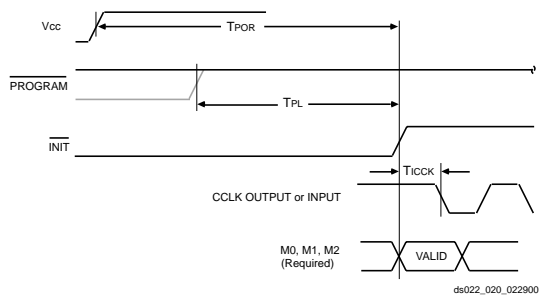 Vcc
TPOR
PROGRAM
TPL
INIT
TICCK
CCLK OUTPUT or INPUT
M0, M1, M2
(Required)
VALID
ds022_020_022900